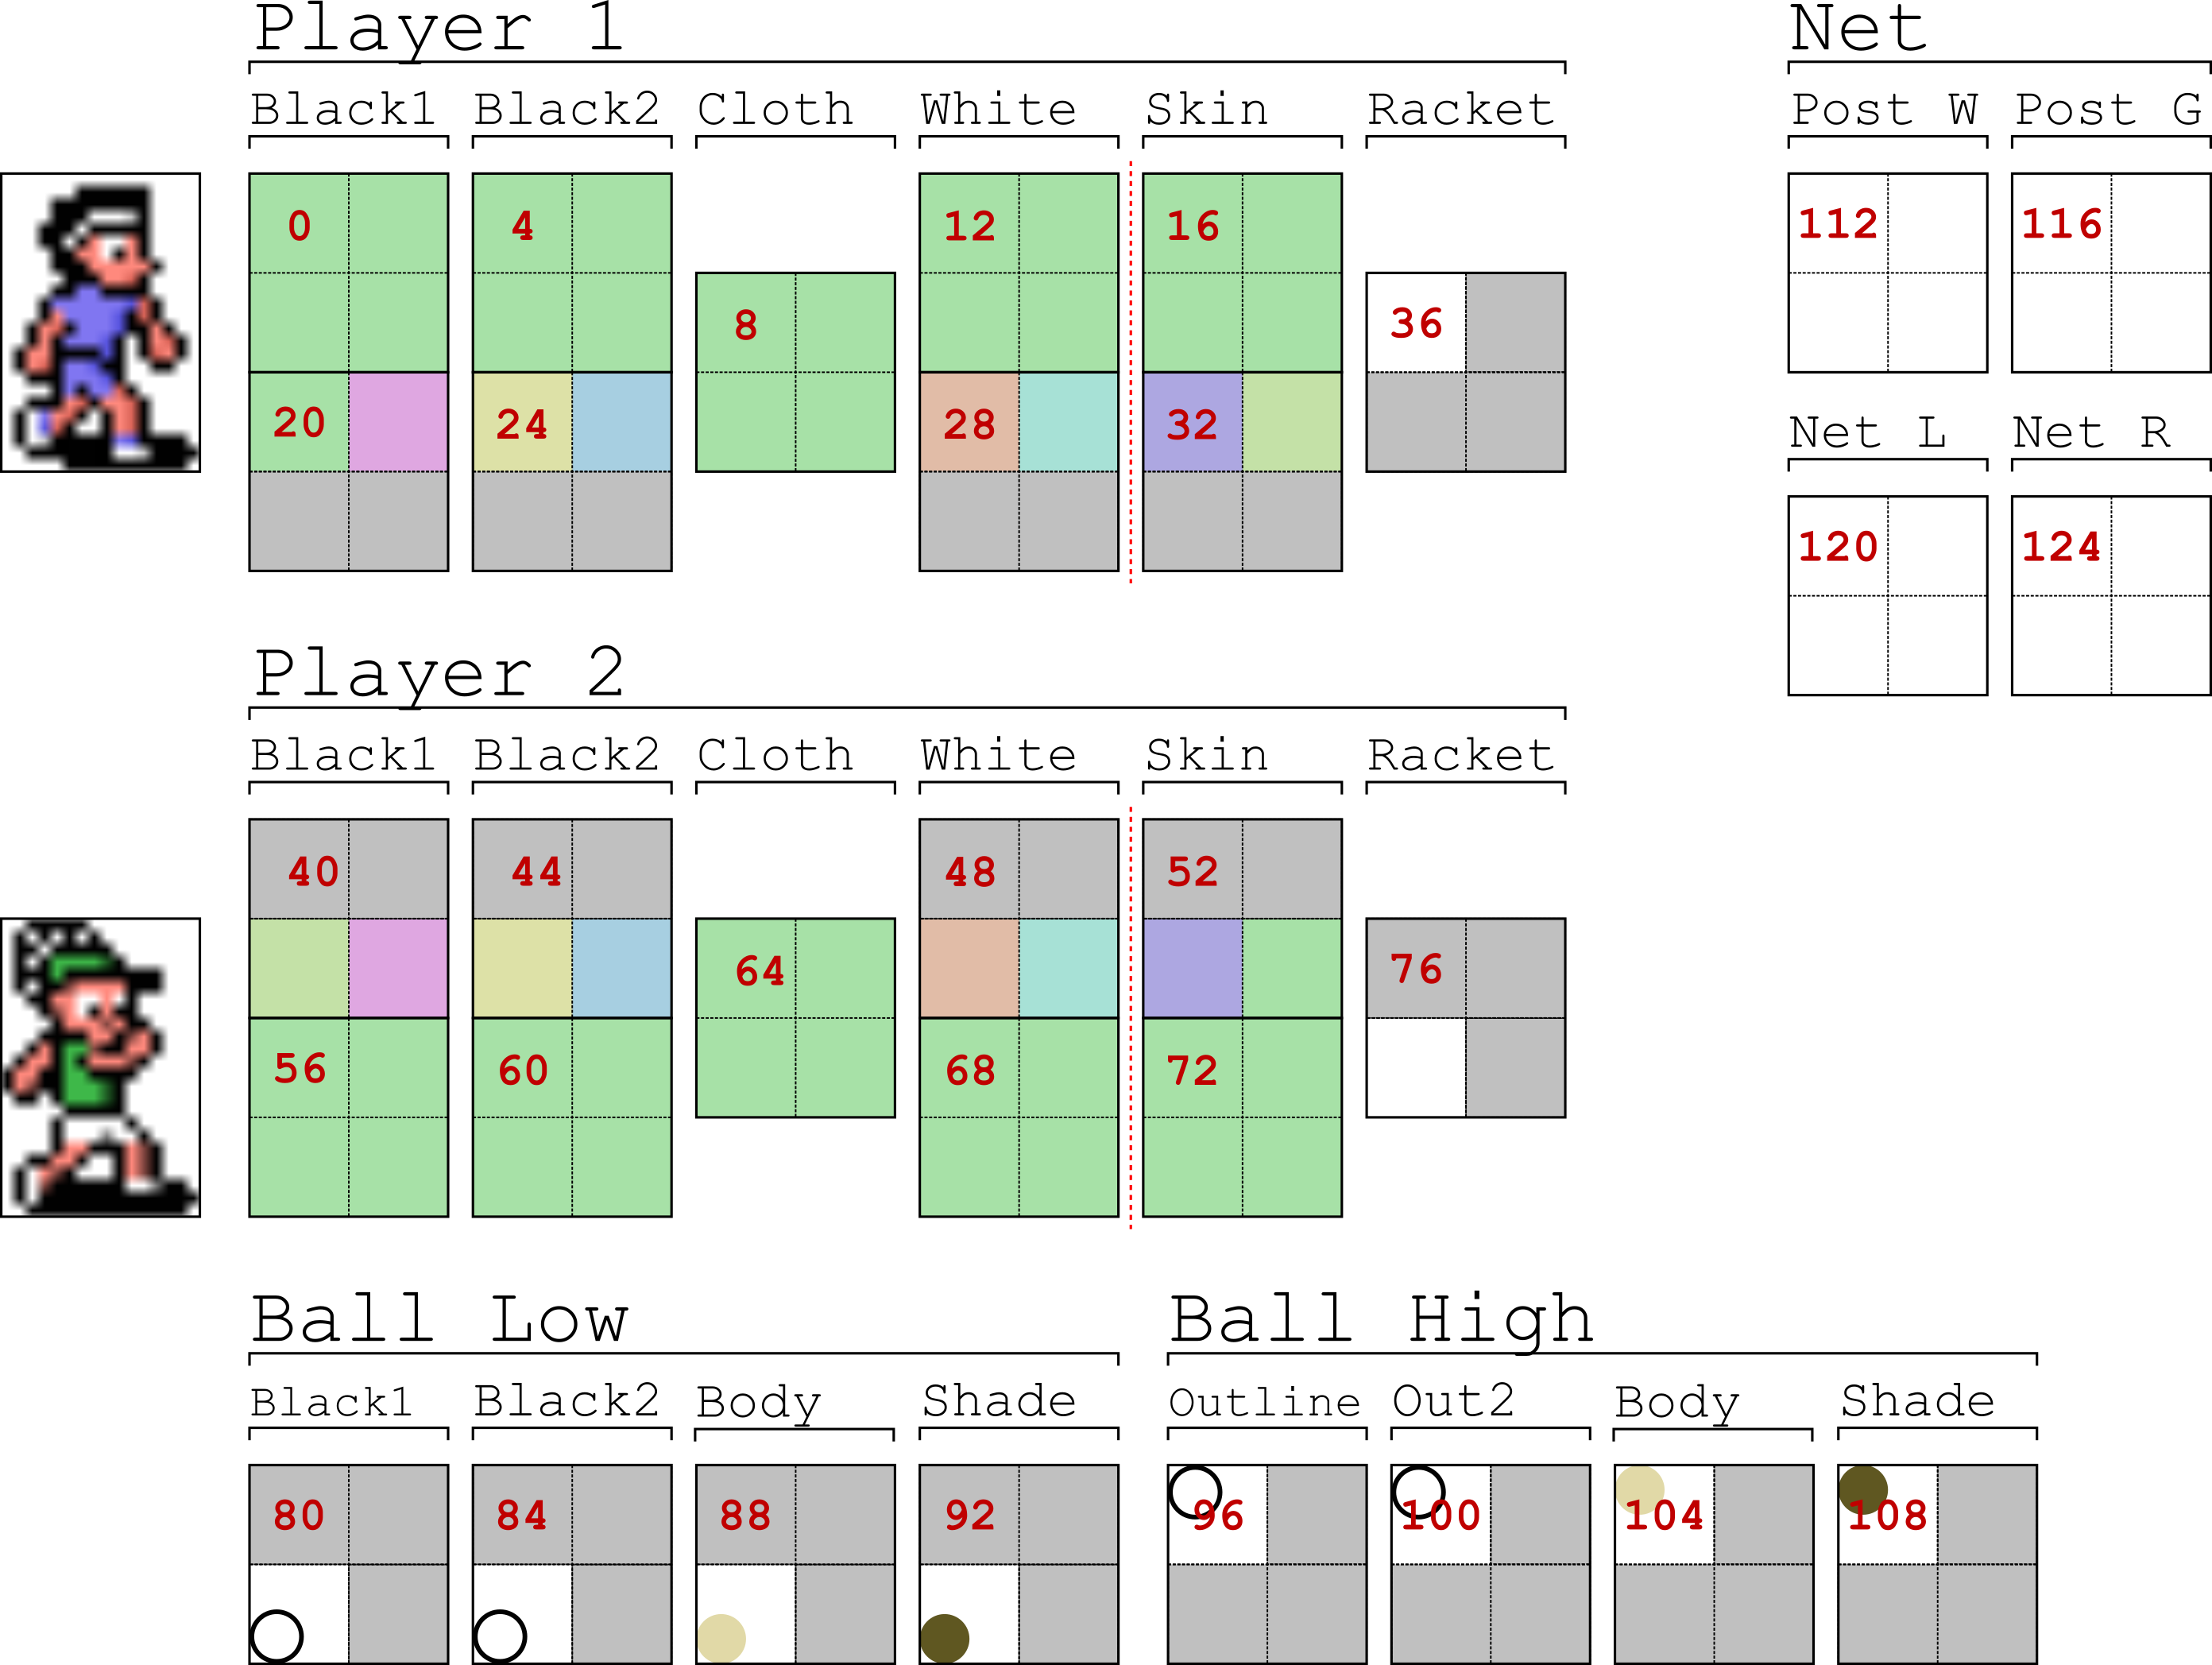 Player 1
Net
Black1 Black2 Cloth White Skin Racket
Post W Post G
0 4 12 16
112 116
8 36
20 24 28 32
Net L Net R
120 124
Player 2
Black1 Black2 Cloth White Skin Racket
40 44 48 52
64 76
56 60 68 72
Ball Low
Ball High
Black1 Black2 Body Shade
Outline Out2 Body Shade
80 84 88 92
96 100 104 108